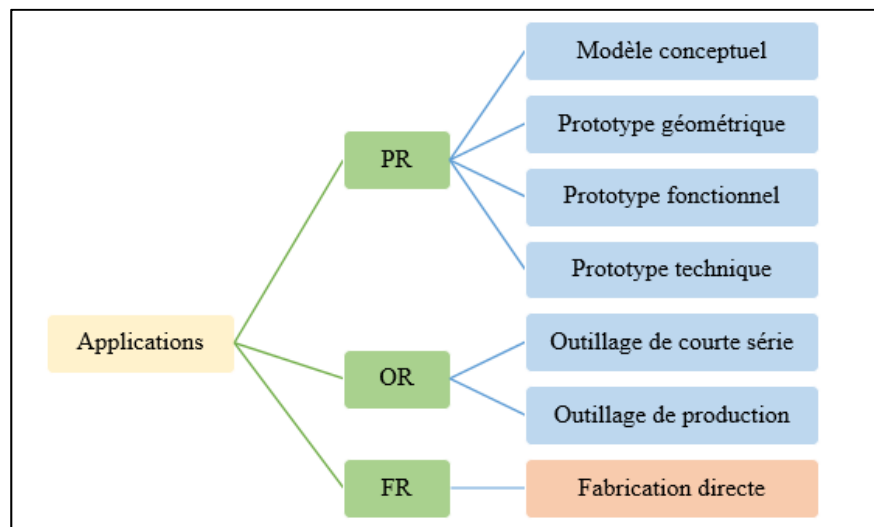 Modèle conceptuel
Prototype géométrique
PR
Prototype fonctionnel
Prototype technique
Applications
Outillage de courte série
OR
Outillage de production
FR
Fabrication directe